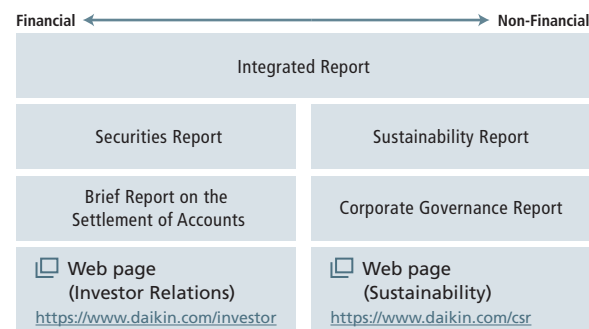 Financial Non-Financial
Integrated Report
Securities Report
Sustainability Report
Brief Report on the
Settlement of Accounts
Corporate Governance Report
Web page
(Investor Relations)
https://www.daikin.com/investor
Web page
(Sustainability)
https://www.daikin.com/csr